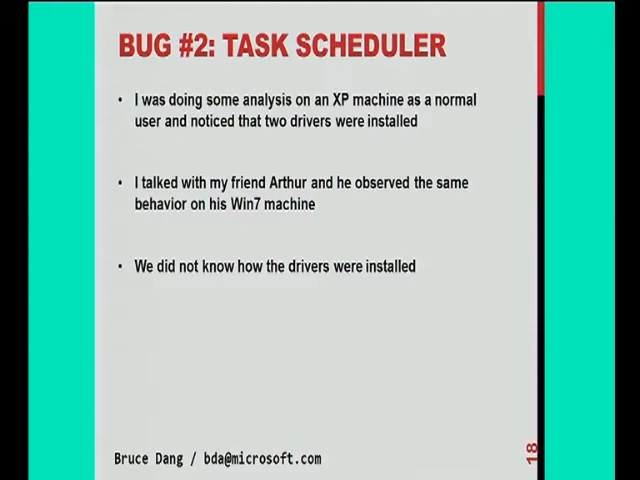 BUG #2: TASK SCHEDULER
• I was doing some analysis on an XP machine as a normal
user and noticed that two drivers were installed
• I talked with my friend Arthur and he observed the same
behavior on his Win7 machine
• We did not know how the drivers were installed
Bruce Dang / bda@microsoft.com
18